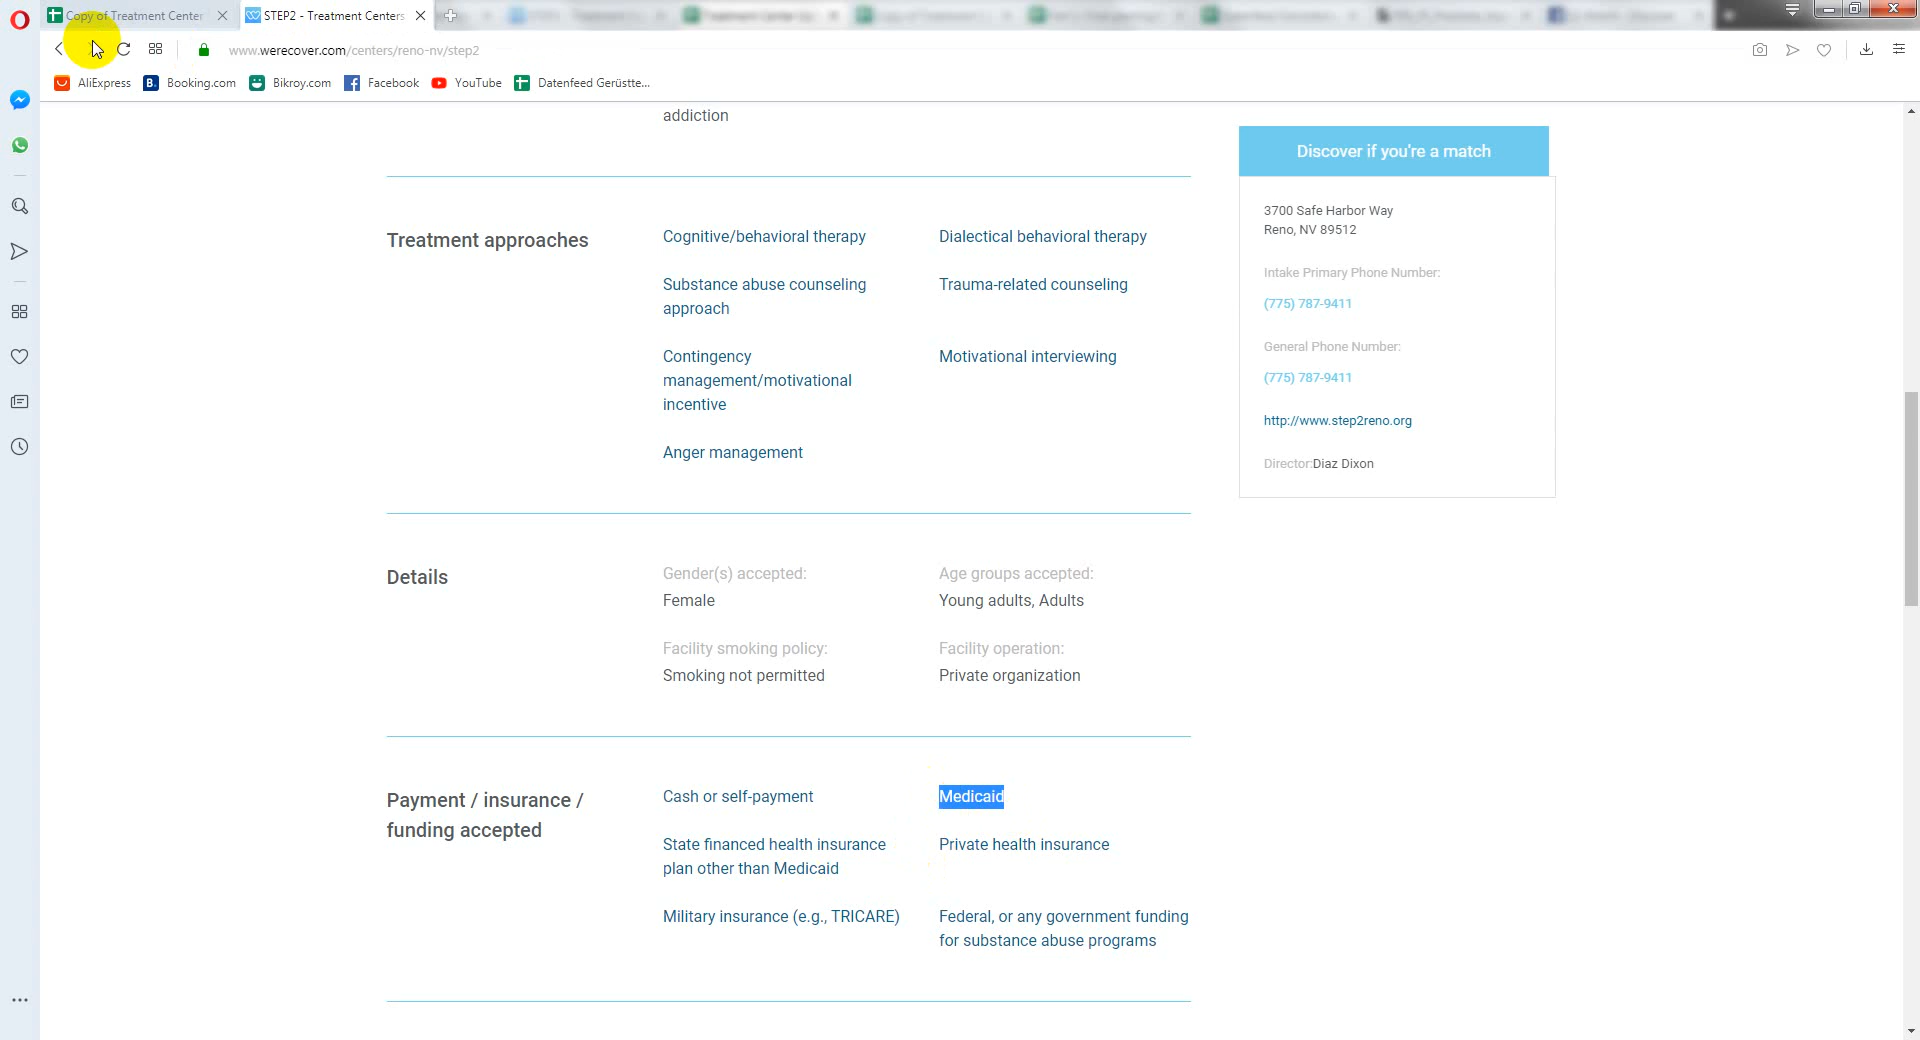 Copy of Treatment Center
STEP2 - Treatment Centers
www.werecover.com/centers/reno-nv/step2
AliExpress
Booking.com
Bikroy.com
Facebook
YouTube
Datenfeed Gerüstte...
addiction
Discover if you're a match
3700 Safe Harbor Way
Reno, NV 89512
Intake Primary Phone Number:
(775) 787-9411
General Phone Number:
(775) 787-9411
http://www.step2reno.org
Director:Diaz Dixon
Treatment approaches
Cognitive/behavioral therapy
Dialectical behavioral therapy
Substance abuse counseling
approach
Trauma-related counseling
Contingency
management/motivational
incentive
Motivational interviewing
Anger management
Details
Gender(s) accepted:
Female
Age groups accepted:
Young adults, Adults
Facility smoking policy:
Smoking not permitted
Facility operation:
Private organization
Payment / insurance /
funding accepted
Cash or self-payment
Medicaid
State financed health insurance
plan other than Medicaid
Private health insurance
Military insurance (e.g., TRICARE)
Federal, or any government funding
for substance abuse programs